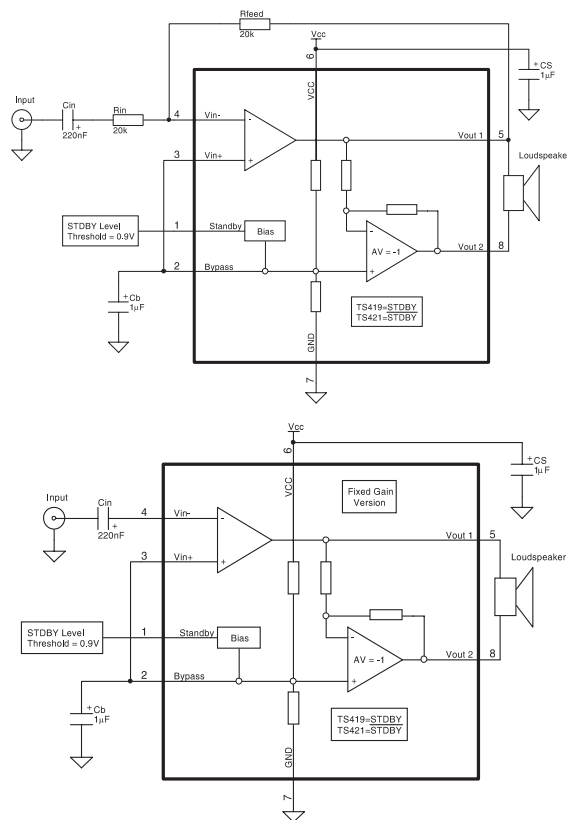 Rfeed
20k
Vcc
6
+ CS
1µF
Input
Cin
+
220nF
Rin
20k
4
Vin-
VCC
-
+
3
Vin+
Vout 1
5
Loudspeake
STDBY Level
Threshold = 0.9V
1
Standby
Bias
-
AV = -1
+
Vout 2
8
2
Bypass
+ Cb
1µF
TS419=STDBY
TS421=STDBY
GND
7
Vcc
6
+ CS
1µF
Input
Cin
+
220nF
4
Vin-
VCC
Fixed Gain
Version
-
+
3
Vin+
Vout 1
5
Loudspeaker
STDBY Level
Threshold = 0.9V
1
Standby
Bias
-
AV = -1
+
Vout 2
8
2
Bypass
+ Cb
1µF
TS419=STDBY
TS421=STDBY
GND
7